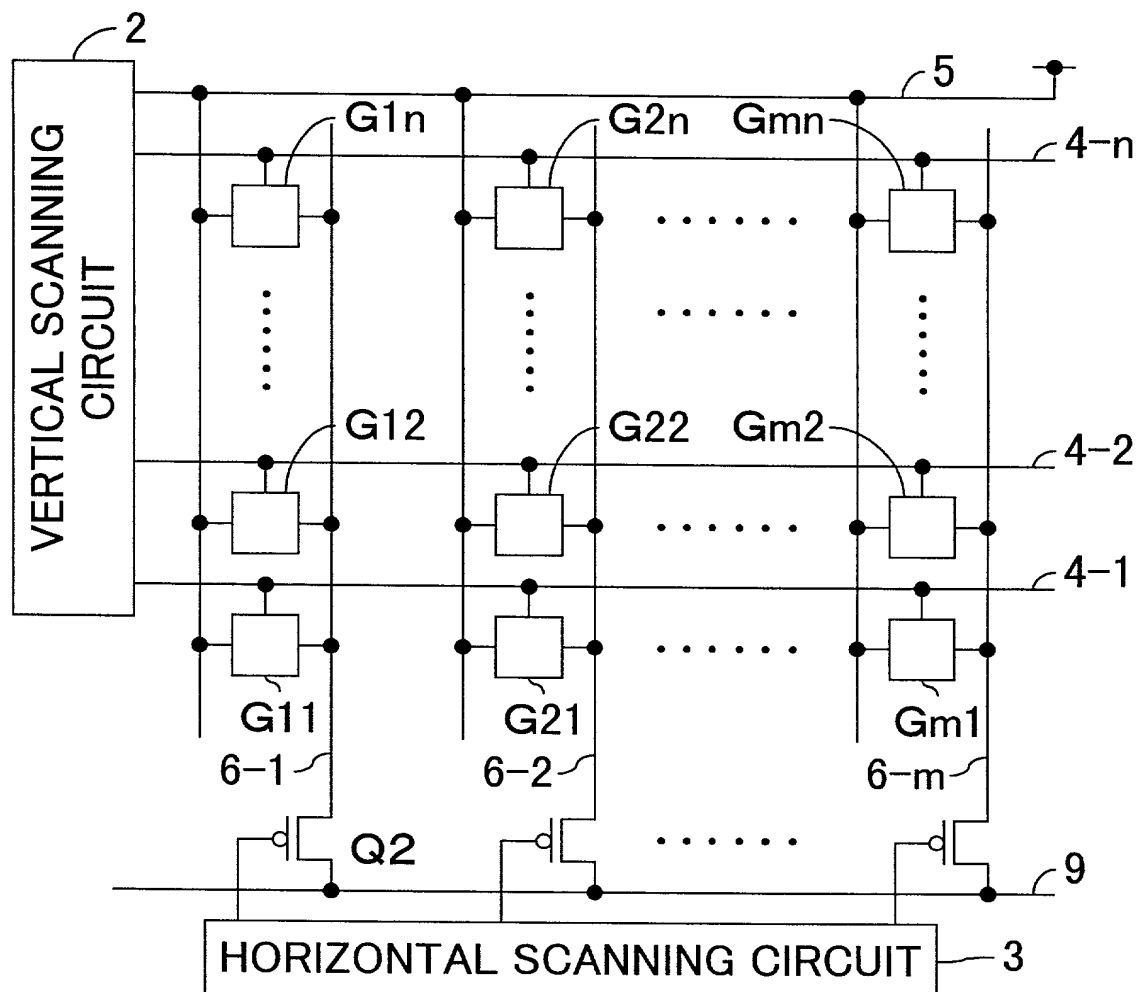 2
5
G1n
G2n
Gmn
4-n
VERTICAL SCANNING
CIRCUIT
G12
G22
Gm2
4-2
4-1
G11
G21
Gm1
6-1
6-2
6-m
Q2
9
HORIZONTAL SCANNING CIRCUIT
3